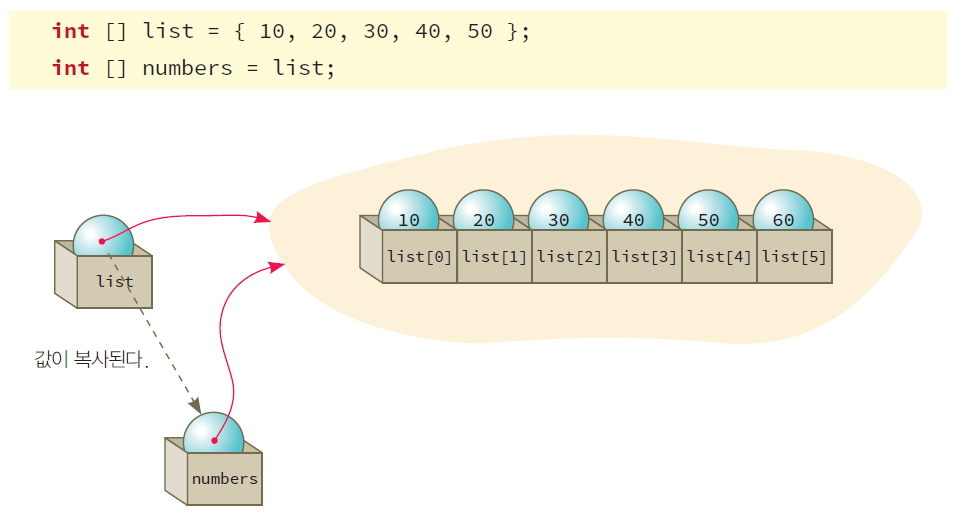 int [] list = { 10, 20, 30, 40, 50 };
int [] numbers = list;
10 20 30 40 50 60
list[0] list[1] list[2] list[3] list[4] list[5]
list
값이 복사된다.
numbers